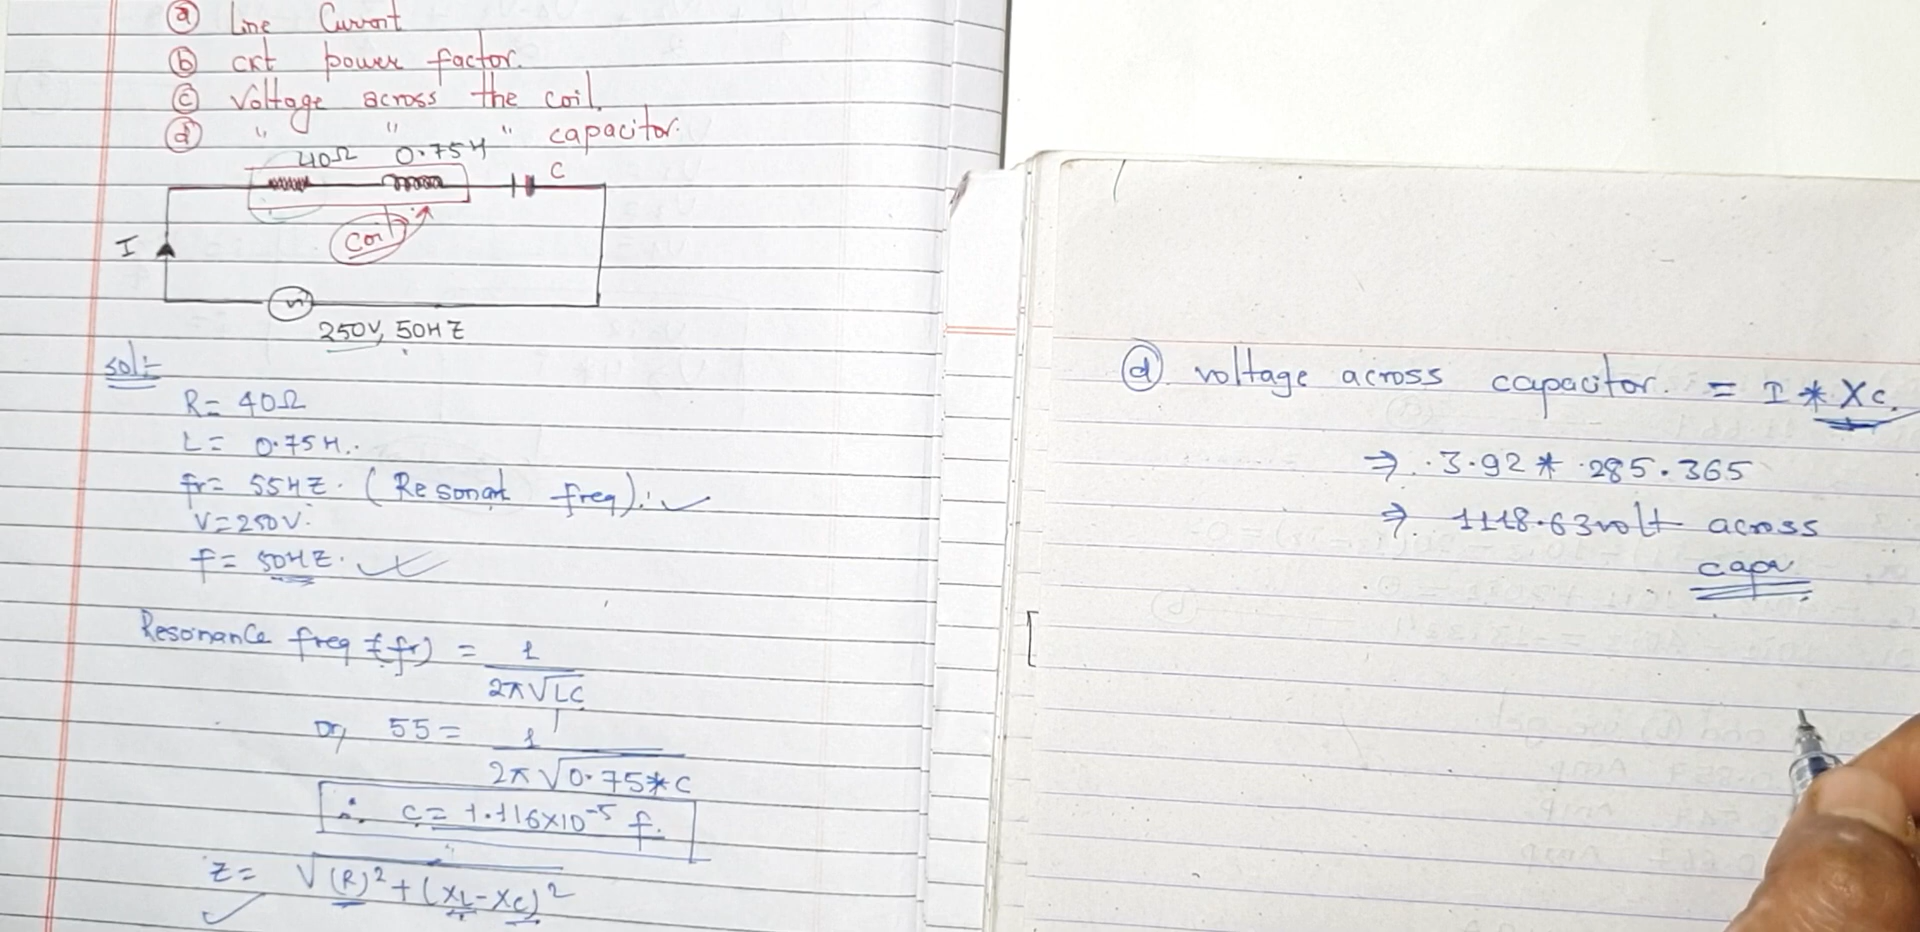 ⓐ Line Current
ⓑ ckt power factor.
ⓒ Voltage across the coil.
ⓓ " " " capacitor.
40Ω 0.75H
C
coil
I
250V, 50HZ
sol:-
R= 40Ω
L= 0.75H.
fr= 55HZ. (Resonat freq).
V=250V.
f= 50HZ.
Resonance freq (fr) = 1
2π√LC
or, 55= 1
2π√0.75*C
∴ C= 1.116×10⁻⁵ f.
Z= √(R)²+(XL-XC)²
ⓓ voltage across capacitor. = I * Xc.
⇒ .3.92 * .285.365
⇒ 1118.63 volt across
capa